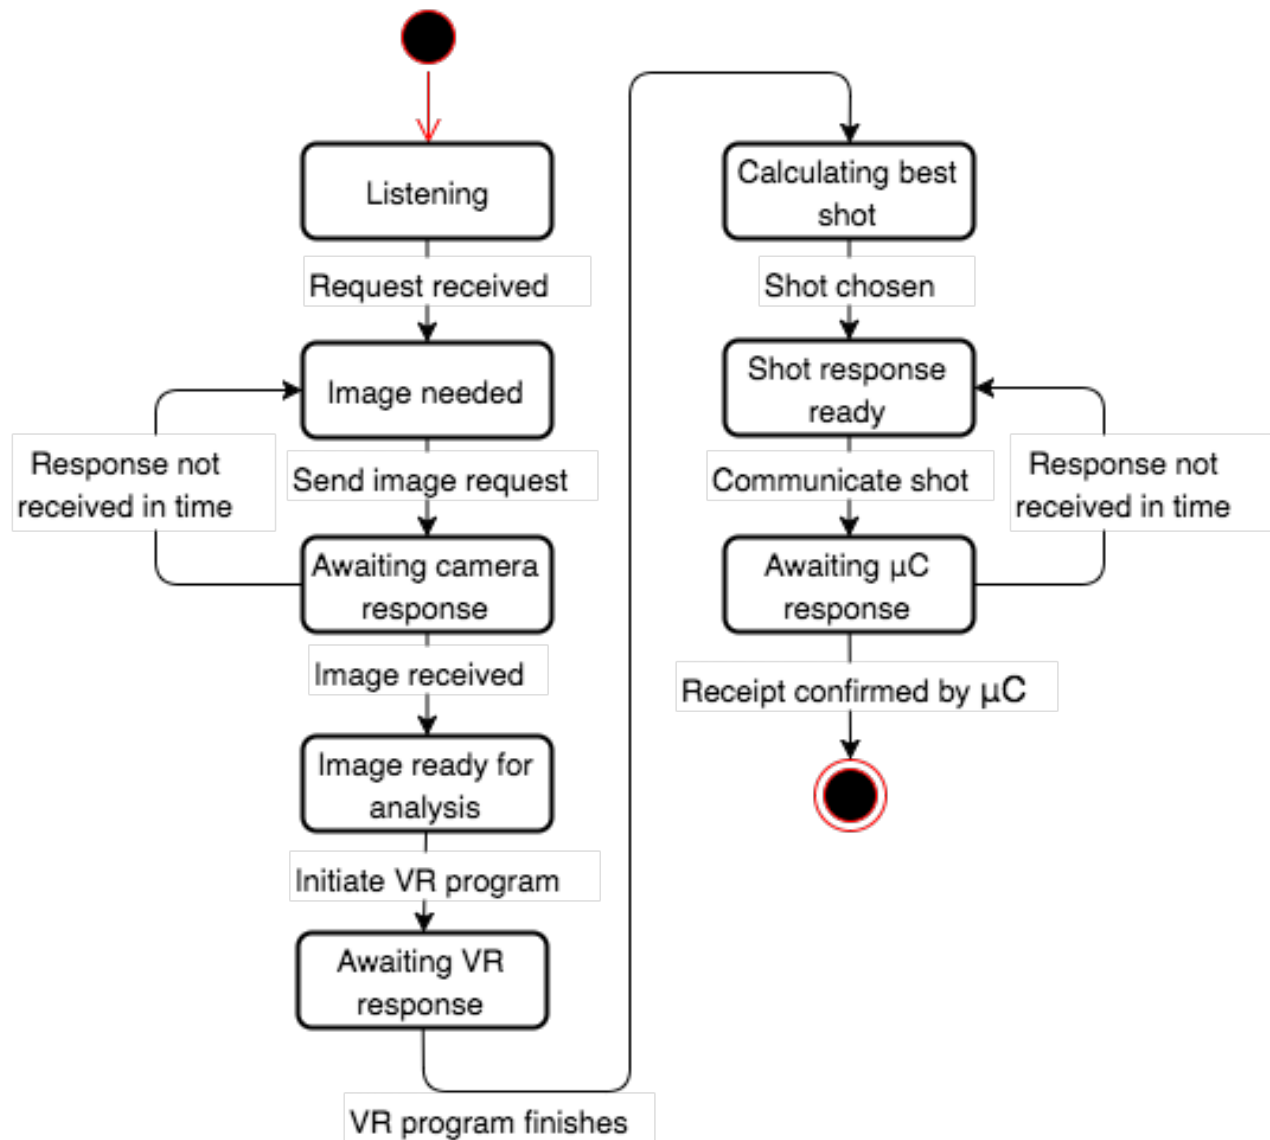 Listening
Request received
Image needed
Response not
received in time
Send image request
Awaiting camera
response
Image received
Image ready for
analysis
Initiate VR program
Awaiting VR
response
VR program finishes
Calculating best
shot
Shot chosen
Shot response
ready
Communicate shot
Response not
received in time
Awaiting µC
response
Receipt confirmed by µC